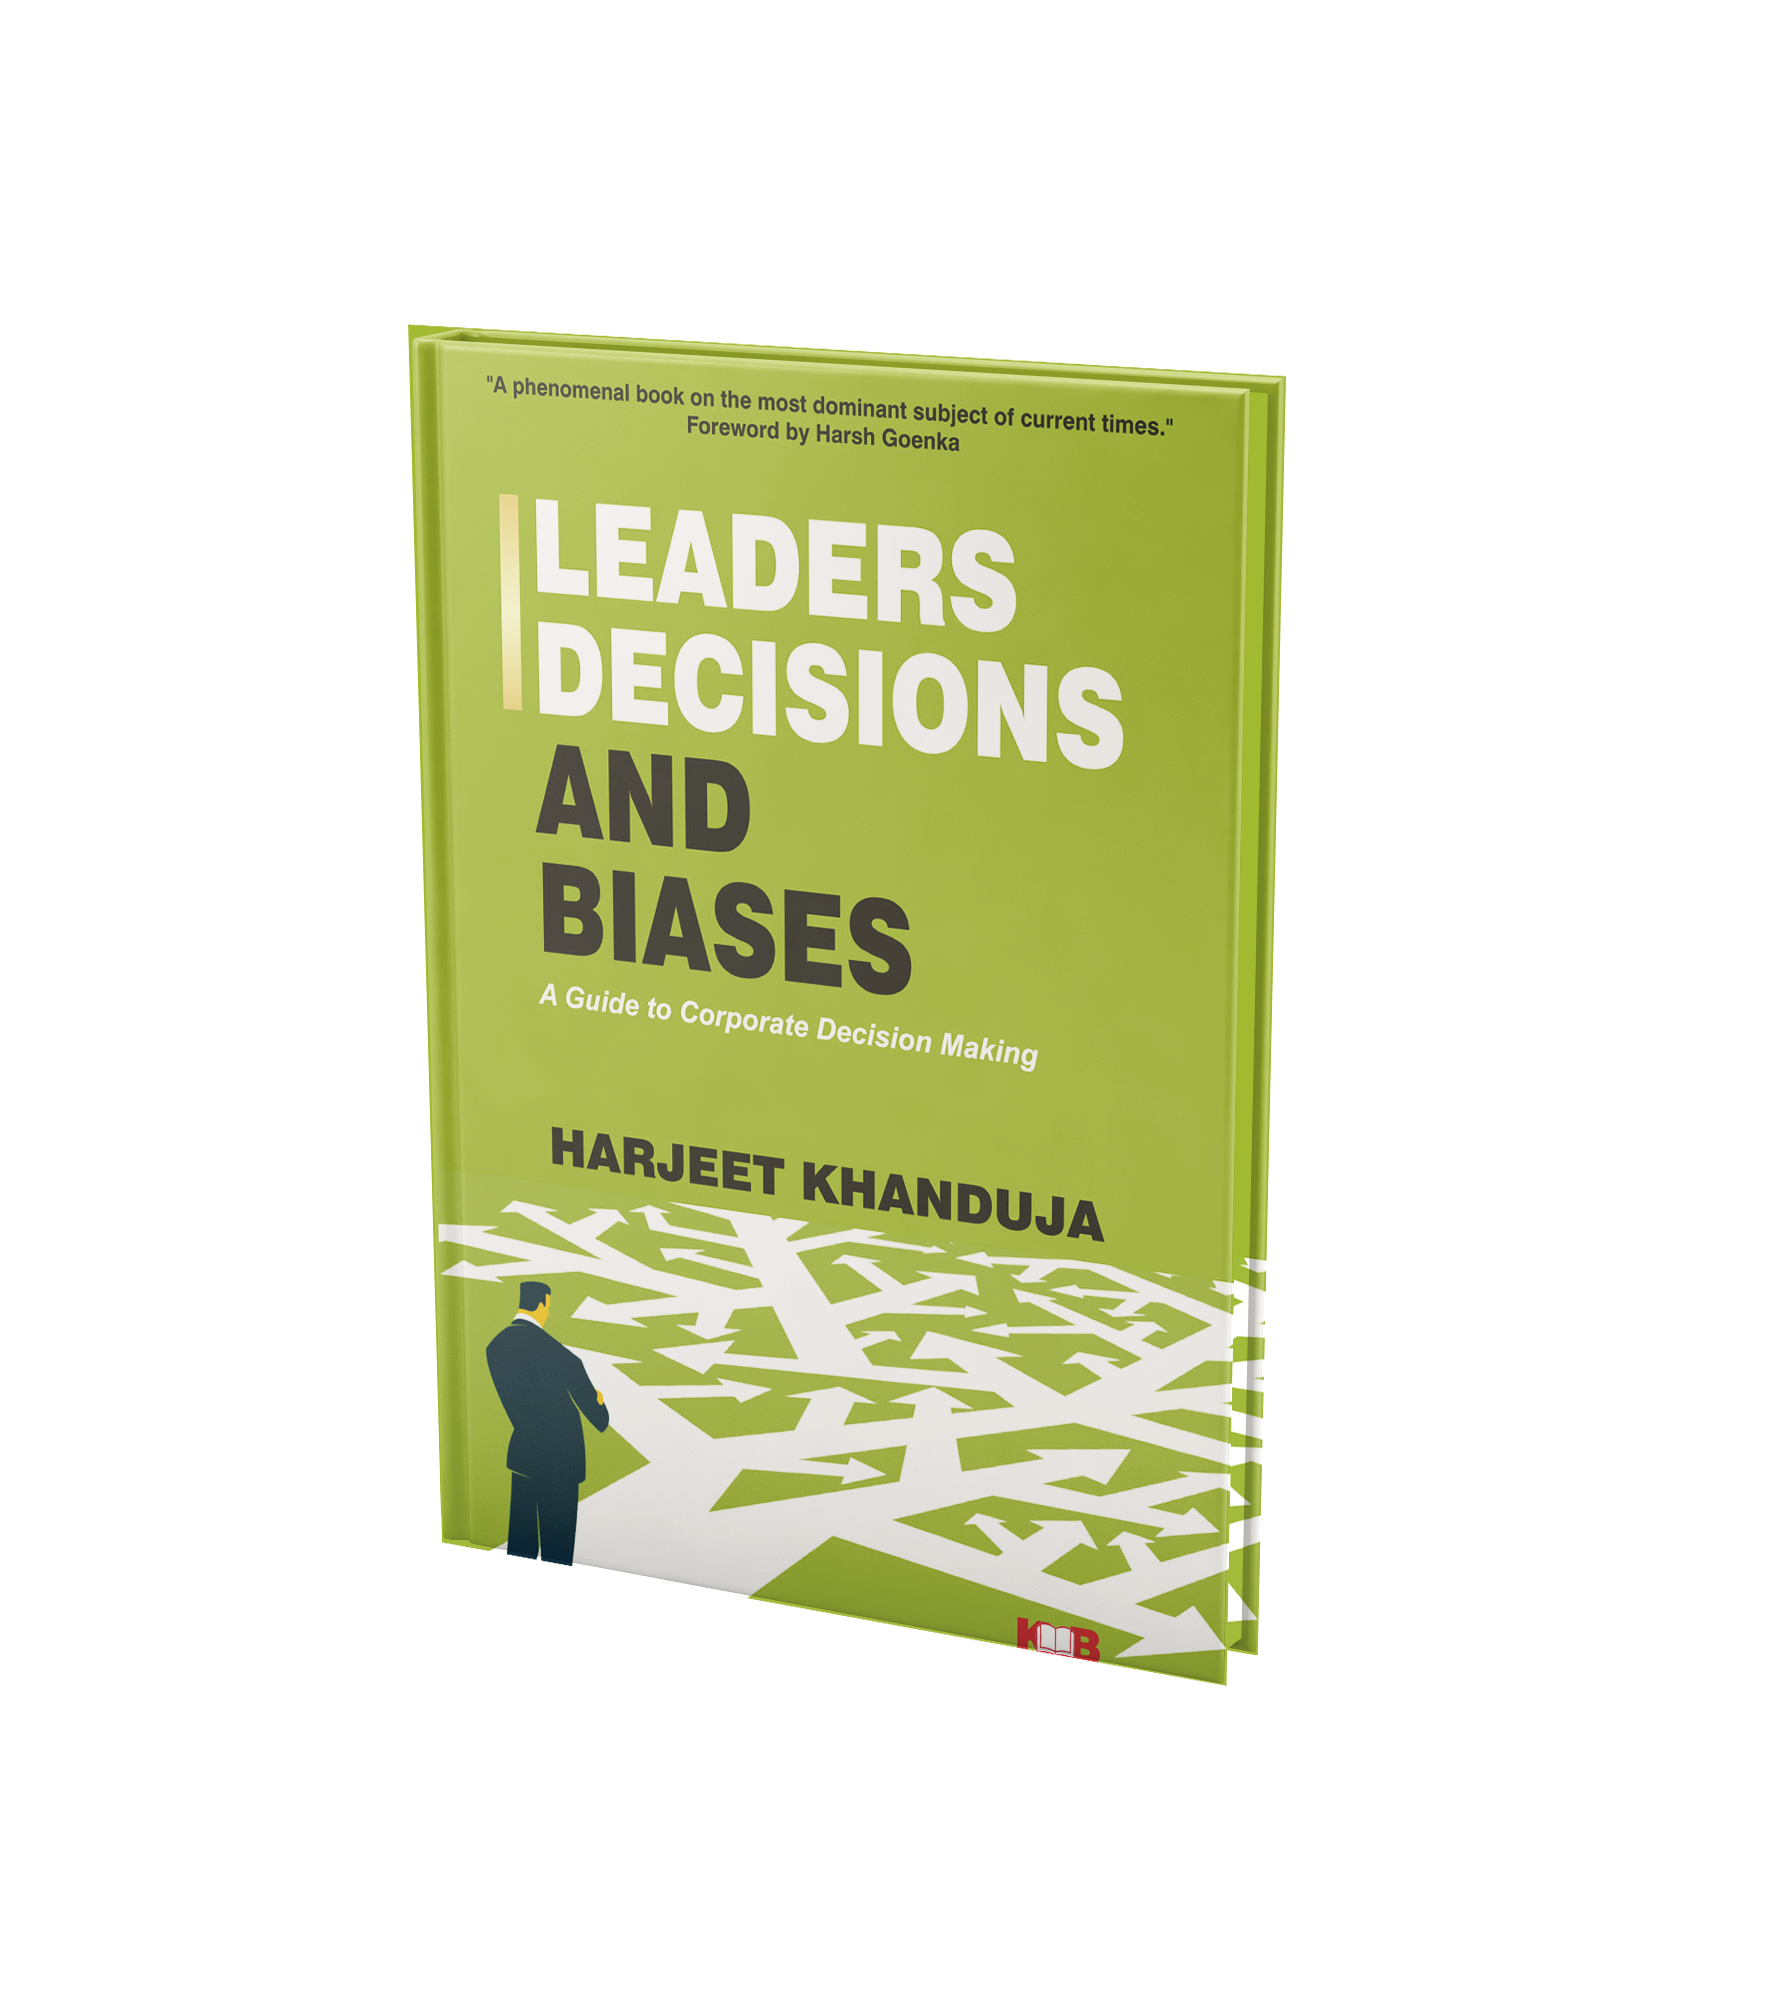 "A phenomenal book on the most dominant subject of current times."
Foreword by Harsh Goenka
LEADERS
DECISIONS
AND
BIASES
A Guide to Corporate Decision Making
HARJEET KHANDUJA
K B